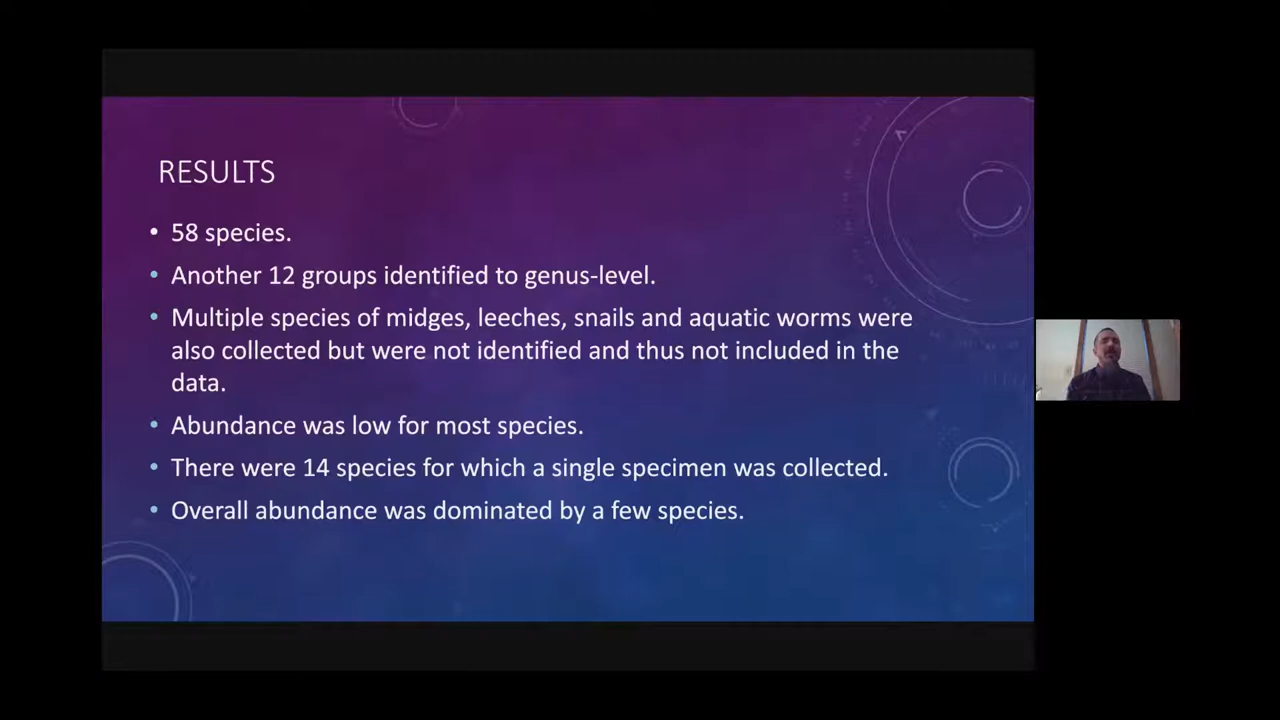 RESULTS
• 58 species.
• Another 12 groups identified to genus-level.
• Multiple species of midges, leeches, snails and aquatic worms were
also collected but were not identified and thus not included in the
data.
• Abundance was low for most species.
• There were 14 species for which a single specimen was collected.
• Overall abundance was dominated by a few species.